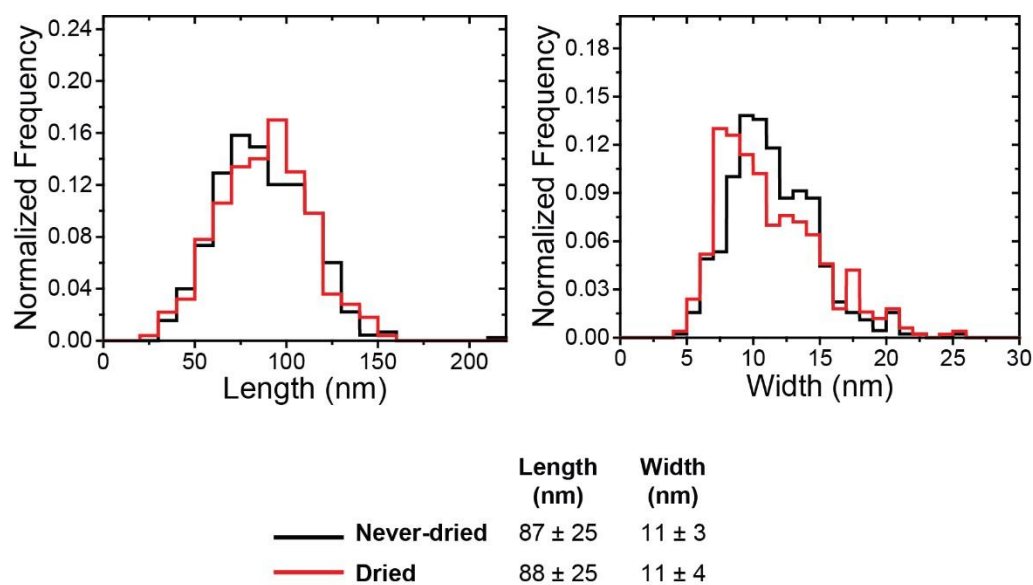 0.24
0.20
0.16
0.12
0.08
0.04
0.00
Normalized Frequency
0 50 100 150 200
Length (nm)
0.18
0.15
0.12
0.09
0.06
0.03
0.00
Normalized Frequency
0 5 10 15 20 25 30
Width (nm)
Length Width
(nm) (nm)
Never-dried 87 ± 25 11 ± 3
Dried 88 ± 25 11 ± 4